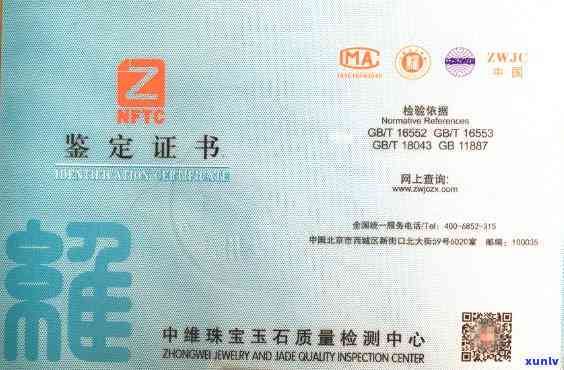 Z
NFTC
鉴定证书
IDENTIFICATION CERTIFICATE
MA
ZWJC
中国
检验依据
Normative References
GB/T 16552 GB/T 16553
GB/T 18043 GB 11887
网上查询:
www.zwjczx.com
全国统一服务电话/Tel: 400-6852-315
中国北京市西城区新街口北大街59号6020室 邮编: 100035
维
中维珠宝玉石质量检测中心
ZHONGWEI JEWELRY AND JADE QUALITY INSPECTION CENTER
xunlv